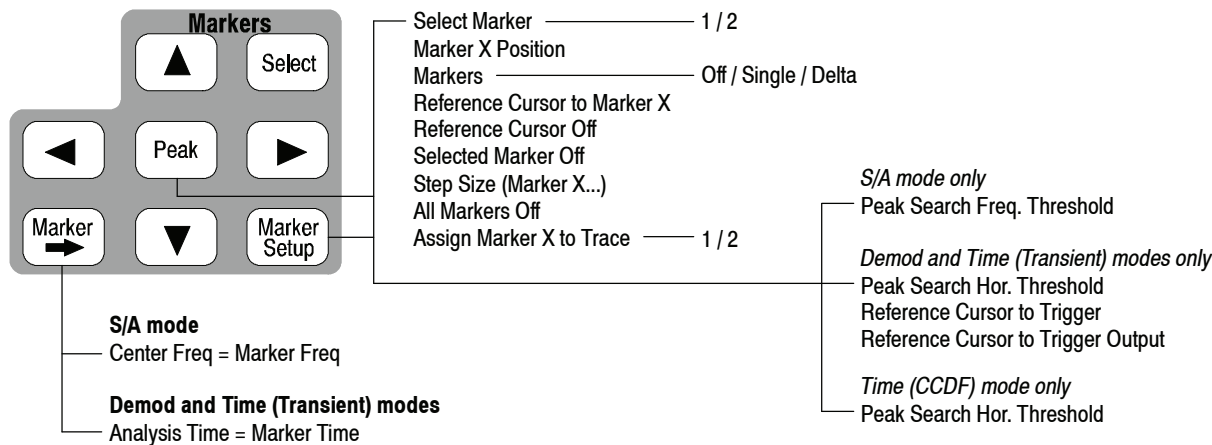 Markers
Select
Peak
Marker
Marker
Setup
Select Marker 1 / 2
Marker X Position
Markers Off / Single / Delta
Reference Cursor to Marker X
Reference Cursor Off
Selected Marker Off
Step Size (Marker X...)
All Markers Off
Assign Marker X to Trace 1 / 2
S/A mode only
Peak Search Freq. Threshold
Demod and Time (Transient) modes only
Peak Search Hor. Threshold
Reference Cursor to Trigger
Reference Cursor to Trigger Output
Time (CCDF) mode only
Peak Search Hor. Threshold
S/A mode
Center Freq = Marker Freq
Demod and Time (Transient) modes
Analysis Time = Marker Time